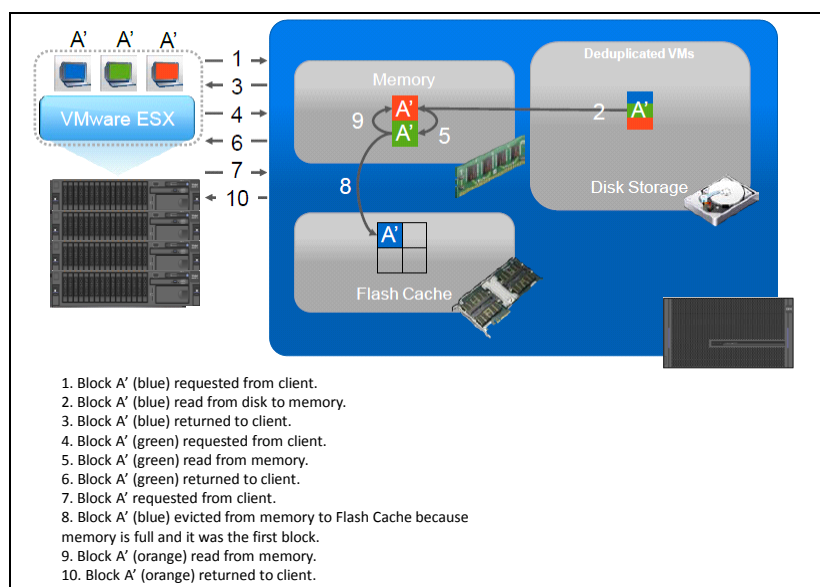 A' A' A'
VMware ESX
1
3
4
6
7
10
Memory
A'
A'
9
5
8
Deduplicated VMs
2
A'
Disk Storage
A'
Flash Cache
1. Block A’ (blue) requested from client.
2. Block A’ (blue) read from disk to memory.
3. Block A’ (blue) returned to client.
4. Block A’ (green) requested from client.
5. Block A’ (green) read from memory.
6. Block A’ (green) returned to client.
7. Block A’ requested from client.
8. Block A’ (blue) evicted from memory to Flash Cache because
memory is full and it was the first block.
9. Block A’ (orange) read from memory.
10. Block A’ (orange) returned to client.